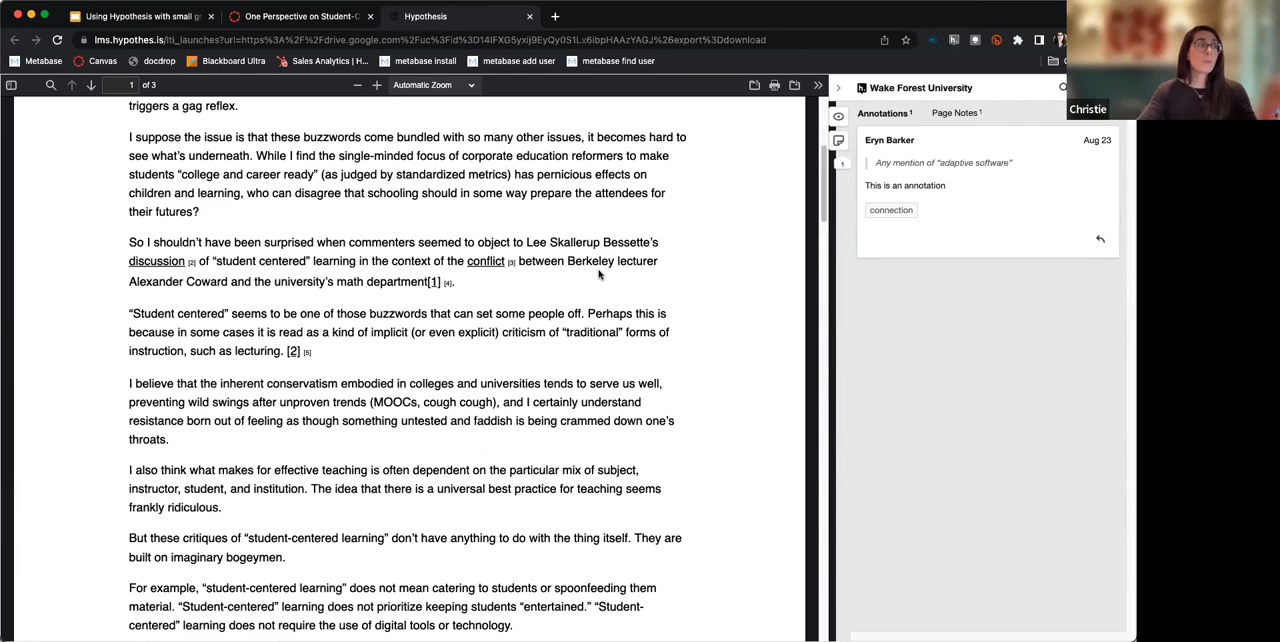 Using Hypothesis with small gr
One Perspective on Student-C
Hypothesis
lms.hypothes.is/lti_launches?url=https%3A%2F%2Fdrive.google.com%2Fuc%3Fid%3D14IFXG5yxij9EyQy0S1Lx6ibpHAAzYAGJ%26export%3Ddownload
Metabase
Canvas
docdrop
Blackboard Ultra
Sales Analytics | H...
metabase install
metabase add user
metabase find user
1 of 3
Automatic Zoom
triggers a gag reflex.
I suppose the issue is that these buzzwords come bundled with so many other issues, it becomes hard to
see what’s underneath. While I find the single-minded focus of corporate education reformers to make
students “college and career ready” (as judged by standardized metrics) has pernicious effects on
children and learning, who can disagree that schooling should in some way prepare the attendees for
their futures?
So I shouldn’t have been surprised when commenters seemed to object to Lee Skallerup Bessette’s
discussion [2] of “student centered” learning in the context of the conflict [3] between Berkeley lecturer
Alexander Coward and the university’s math department[1] [4].
“Student centered” seems to be one of those buzzwords that can set some people off. Perhaps this is
because in some cases it is read as a kind of implicit (or even explicit) criticism of “traditional” forms of
instruction, such as lecturing. [2] [5]
I believe that the inherent conservatism embodied in colleges and universities tends to serve us well,
preventing wild swings after unproven trends (MOOCs, cough cough), and I certainly understand
resistance born out of feeling as though something untested and faddish is being crammed down one’s
throats.
I also think what makes for effective teaching is often dependent on the particular mix of subject,
instructor, student, and institution. The idea that there is a universal best practice for teaching seems
frankly ridiculous.
But these critiques of “student-centered learning” don’t have anything to do with the thing itself. They are
built on imaginary bogeymen.
For example, “student-centered learning” does not mean catering to students or spoonfeeding them
material. “Student-centered” learning does not prioritize keeping students “entertained.” “Student-
centered” learning does not require the use of digital tools or technology.
Wake Forest University
Annotations 1
Page Notes 1
1
Eryn Barker
Aug 23
Any mention of “adaptive software”
This is an annotation
connection
Christie